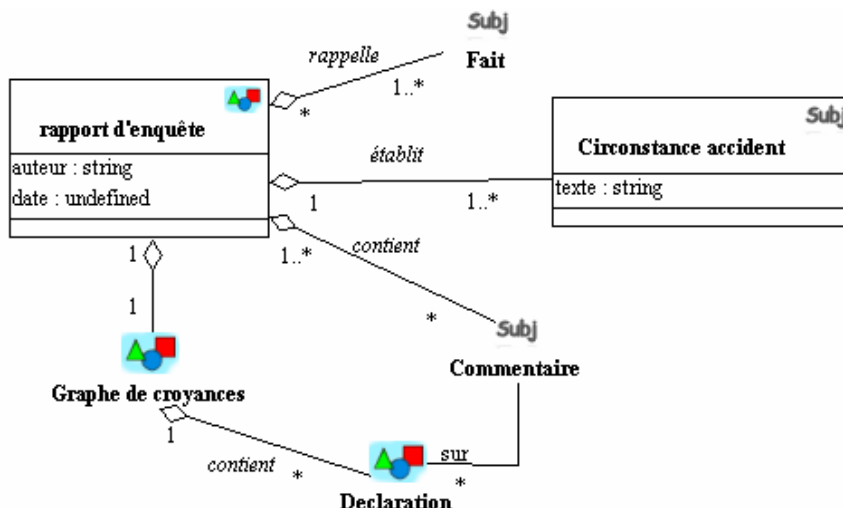 Subj
rappelle
Fait
1..*
*
rapport d'enquête
Subj
Circonstance accident
auteur : string
date : undefined
établit
texte : string
1
1..*
1..*
contient
1
*
1
Subj
Commentaire
Graphe de croyances
1
contient
*
sur
*
Declaration